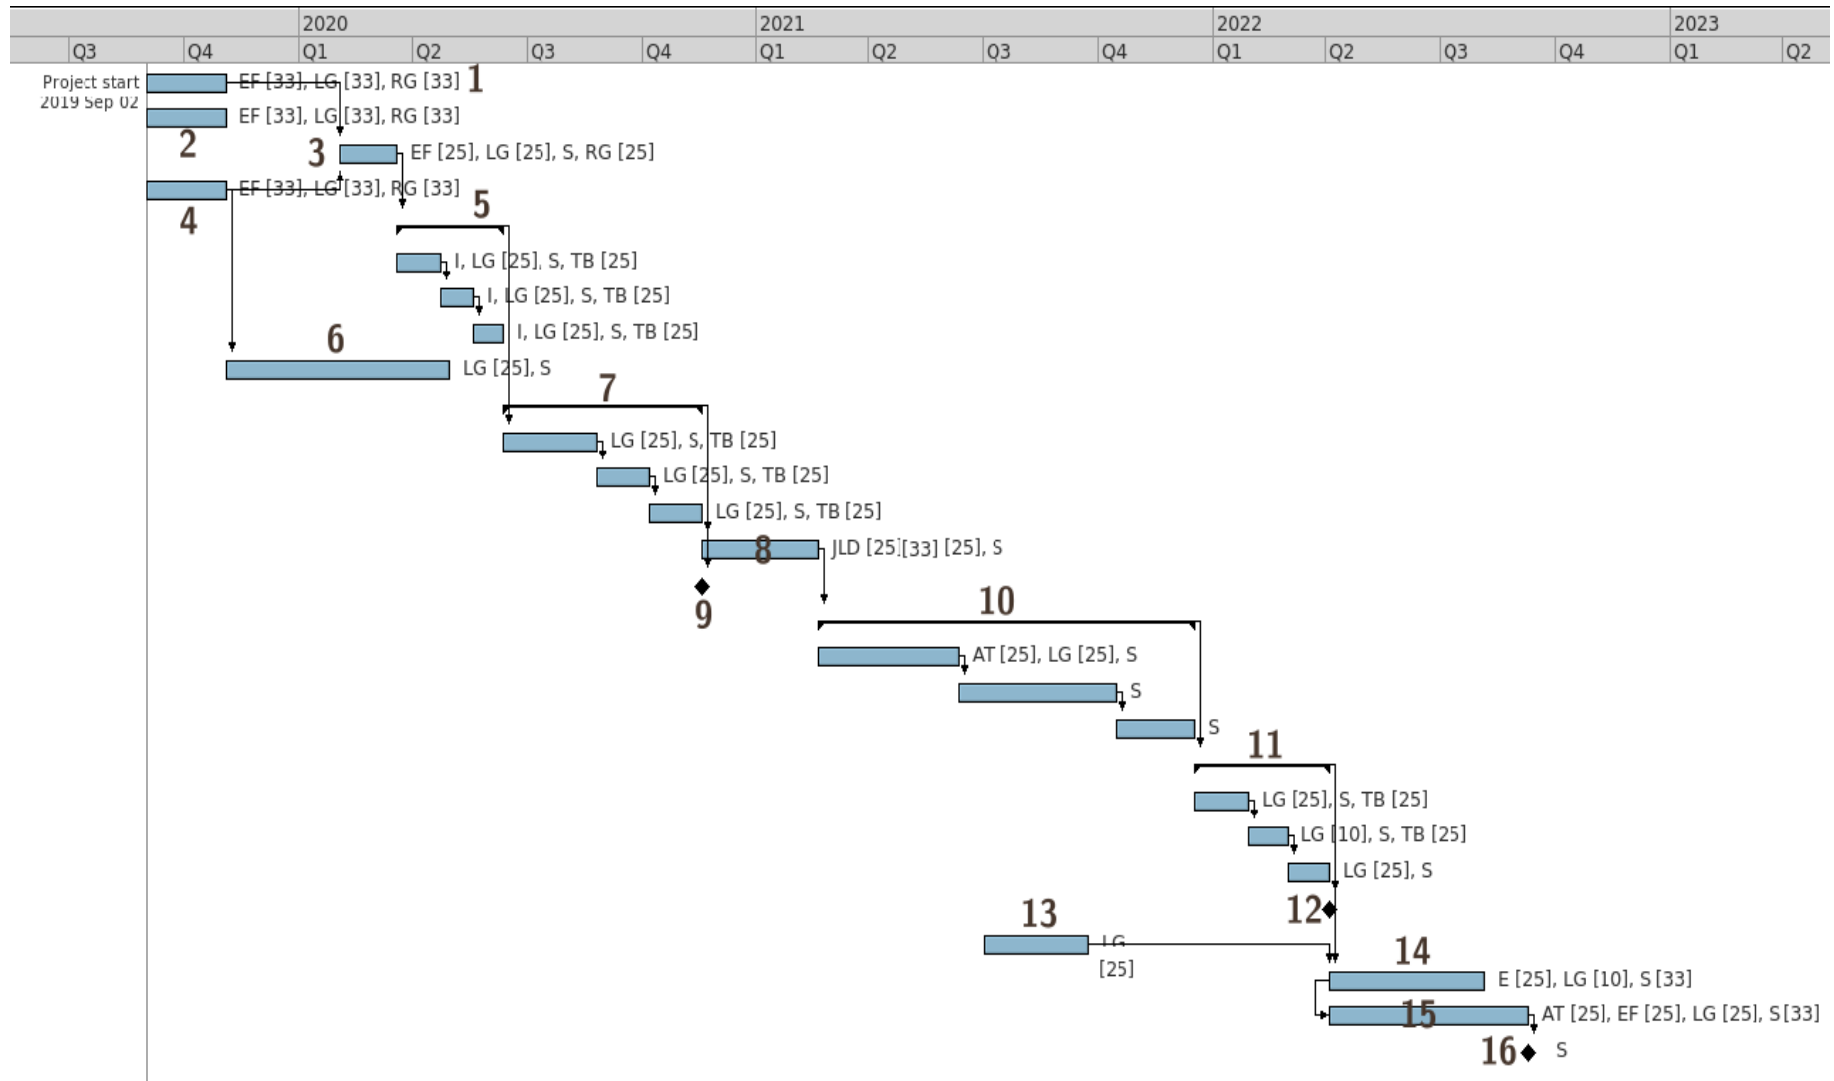 2020 2021 2022 2023
Q3 Q4 Q1 Q2 Q3 Q4 Q1 Q2 Q3 Q4 Q1 Q2 Q3 Q4 Q1 Q2
Project start EF [33], LG [33], RG [33] 1
2019 Sep 02
EF [33], LG [33], RG [33]
2
3 EF [25], LG [25], S, RG [25]
EF [33], LG [33], RG [33]
4
5
I, LG [25], S, TB [25]
I, LG [25], S, TB [25]
I, LG [25], S, TB [25]
6
LG [25], S
7
LG [25], S, TB [25]
LG [25], S, TB [25]
LG [25], S, TB [25]
8 JLD [25][33] [25], S
9
10
AT [25], LG [25], S
S
S
11
LG [25], S, TB [25]
LG [10], S, TB [25]
LG [25], S
12
13
LG
[25]
14
E [25], LG [10], S [33]
15 AT [25], EF [25], LG [25], S [33]
16 S